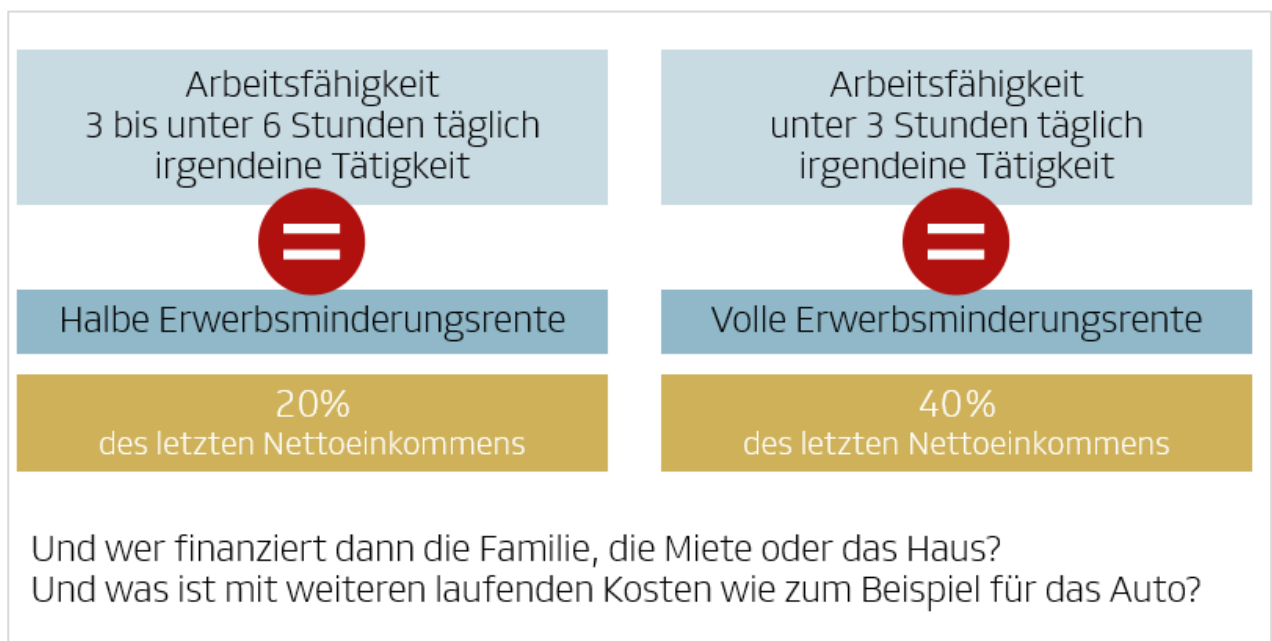 Arbeitsfähigkeit
3 bis unter 6 Stunden täglich
irgendeine Tätigkeit
=
Halbe Erwerbsminderungsrente
20%
des letzten Nettoeinkommens
Arbeitsfähigkeit
unter 3 Stunden täglich
irgendeine Tätigkeit
=
Volle Erwerbsminderungsrente
40%
des letzten Nettoeinkommens
Und wer finanziert dann die Familie, die Miete oder das Haus?
Und was ist mit weiteren laufenden Kosten wie zum Beispiel für das Auto?